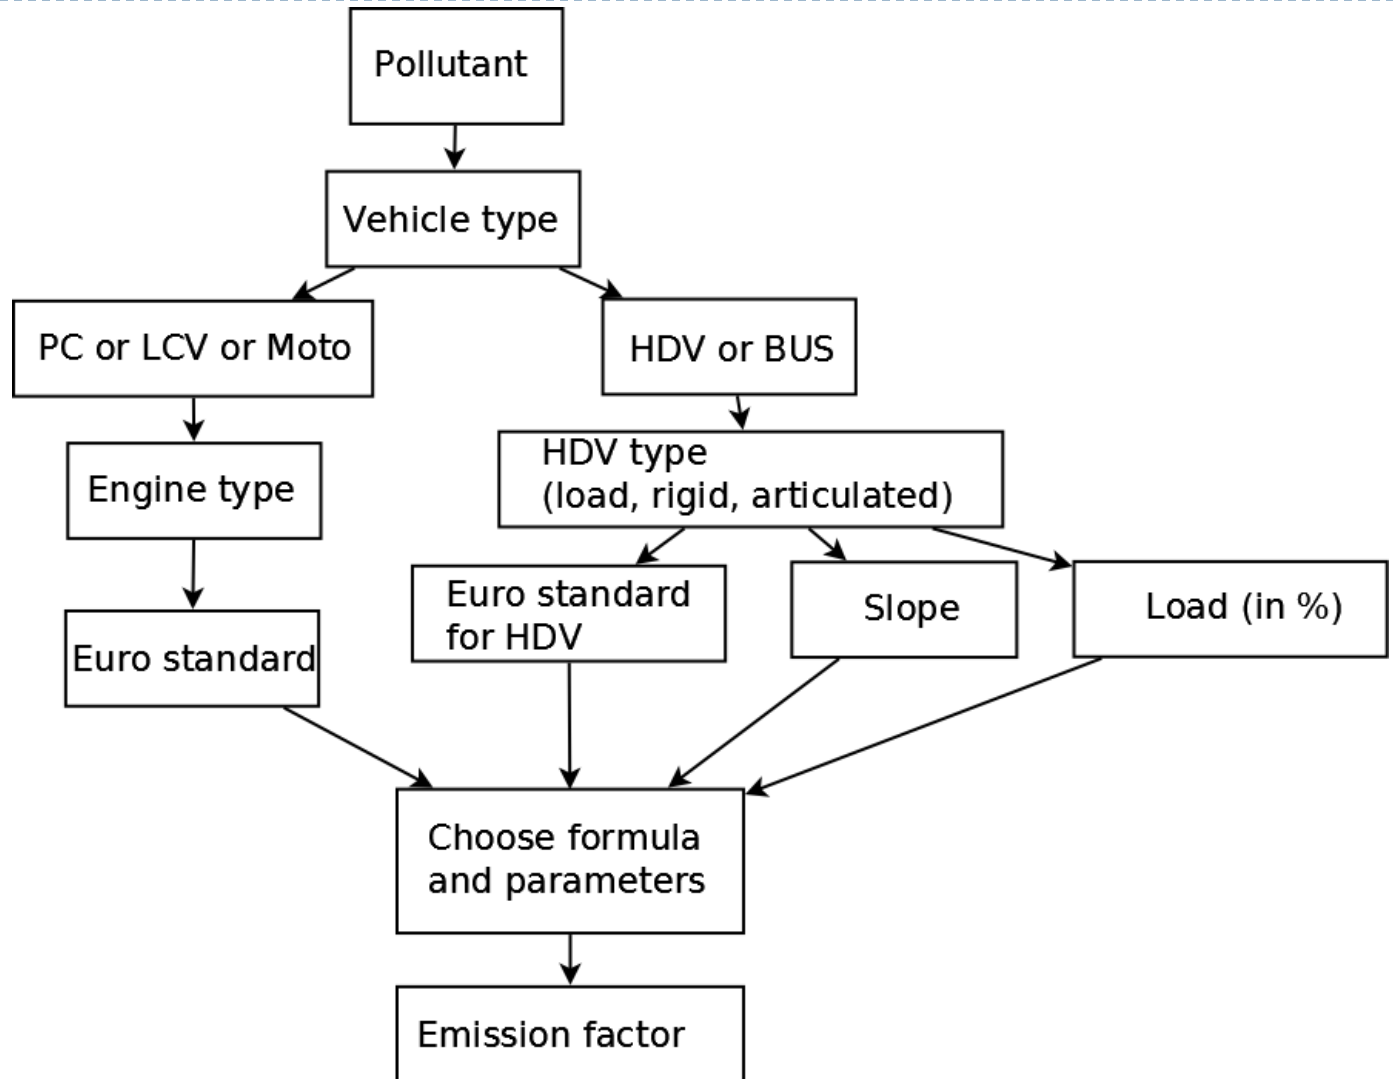 Pollutant
Vehicle type
PC or LCV or Moto
HDV or BUS
HDV type
(load, rigid, articulated)
Engine type
Euro standard
for HDV
Slope
Load (in %)
Euro standard
Choose formula
and parameters
Emission factor